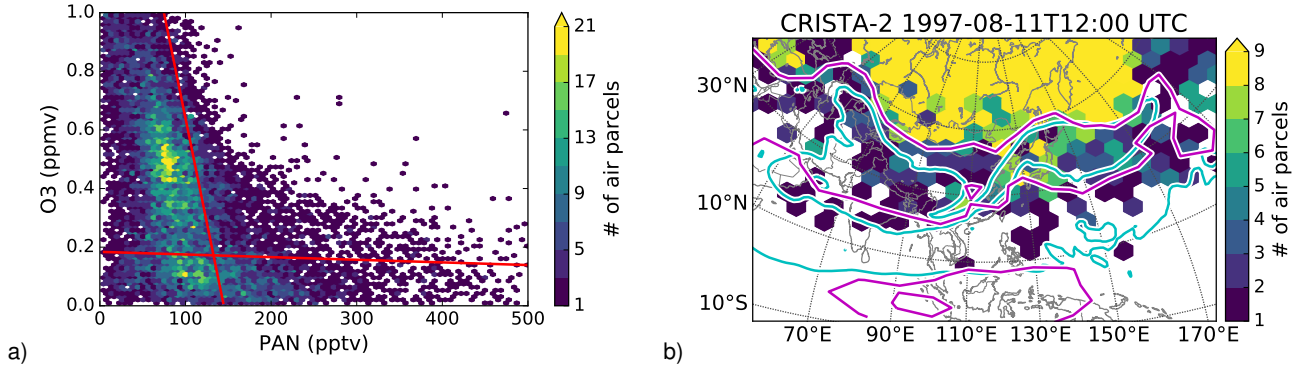 1.0
0.8
0.6
0.4
0.2
0.0
O3 (ppmv)
0
100
200
300
400
500
PAN (pptv)
21
17
13
9
5
1
# of air parcels
a)
CRISTA-2 1997-08-11T12:00 UTC
30°N
10°N
10°S
70°E
90°E
110°E
130°E
150°E
170°E
9
8
7
6
5
4
3
2
1
# of air parcels
b)